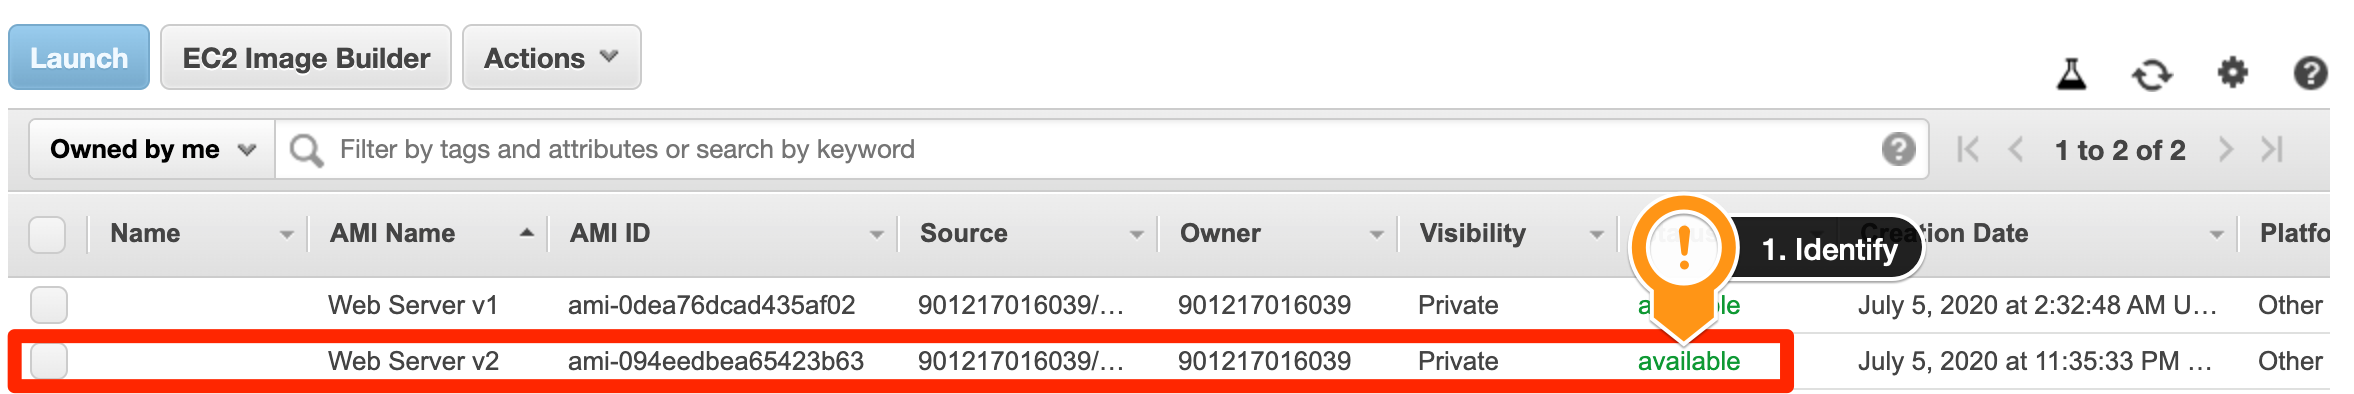 Launch EC2 Image Builder Actions
Owned by me Filter by tags and attributes or search by keyword 1 to 2 of 2
Name AMI Name AMI ID Source Owner Visibility Creation Date Platfo
! 1. Identify
Web Server v1 ami-0dea76dcad435af02 901217016039/... 901217016039 Private July 5, 2020 at 2:32:48 AM U... Other
Web Server v2 ami-094eedbea65423b63 901217016039/... 901217016039 Private available July 5, 2020 at 11:35:33 PM ... Other